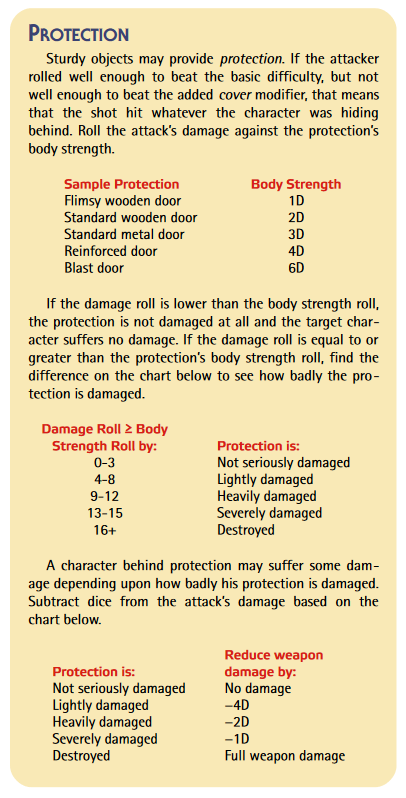 PROTECTION
Sturdy objects may provide protection. If the attacker
rolled well enough to beat the basic difficulty, but not
well enough to beat the added cover modifier, that means
that the shot hit whatever the character was hiding
behind. Roll the attack's damage against the protection's
body strength.
Sample Protection Body Strength
Flimsy wooden door 1D
Standard wooden door 2D
Standard metal door 3D
Reinforced door 4D
Blast door 6D
If the damage roll is lower than the body strength roll,
the protection is not damaged at all and the target char-
acter suffers no damage. If the damage roll is equal to or
greater than the protection's body strength roll, find the
difference on the chart below to see how badly the pro-
tection is damaged.
Damage Roll ≥ Body
Strength Roll by: Protection is:
0-3 Not seriously damaged
4-8 Lightly damaged
9-12 Heavily damaged
13-15 Severely damaged
16+ Destroyed
A character behind protection may suffer some dam-
age depending upon how badly his protection is damaged.
Subtract dice from the attack's damage based on the
chart below.
Reduce weapon
Protection is: damage by:
Not seriously damaged No damage
Lightly damaged –4D
Heavily damaged –2D
Severely damaged –1D
Destroyed Full weapon damage